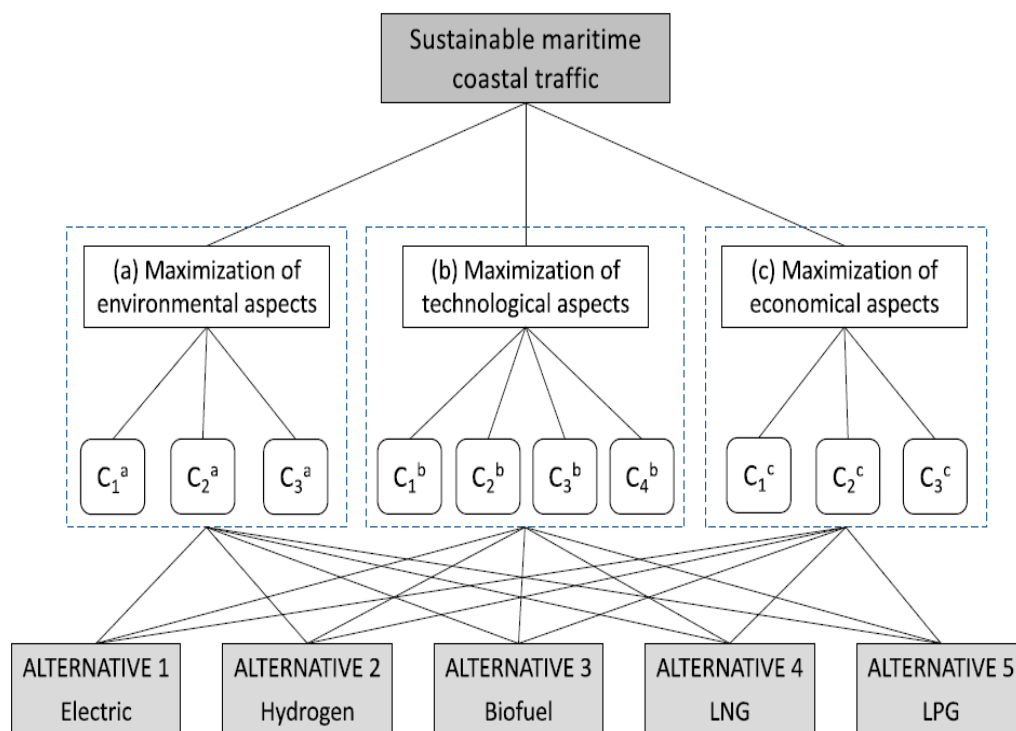 Sustainable maritime
coastal traffic
(a) Maximization of
environmental aspects
(b) Maximization of
technological aspects
(c) Maximization of
economical aspects
C₁ᵃ
C₂ᵃ
C₃ᵃ
C₁ᵇ
C₂ᵇ
C₃ᵇ
C₄ᵇ
C₁ᶜ
C₂ᶜ
C₃ᶜ
ALTERNATIVE 1
Electric
ALTERNATIVE 2
Hydrogen
ALTERNATIVE 3
Biofuel
ALTERNATIVE 4
LNG
ALTERNATIVE 5
LPG